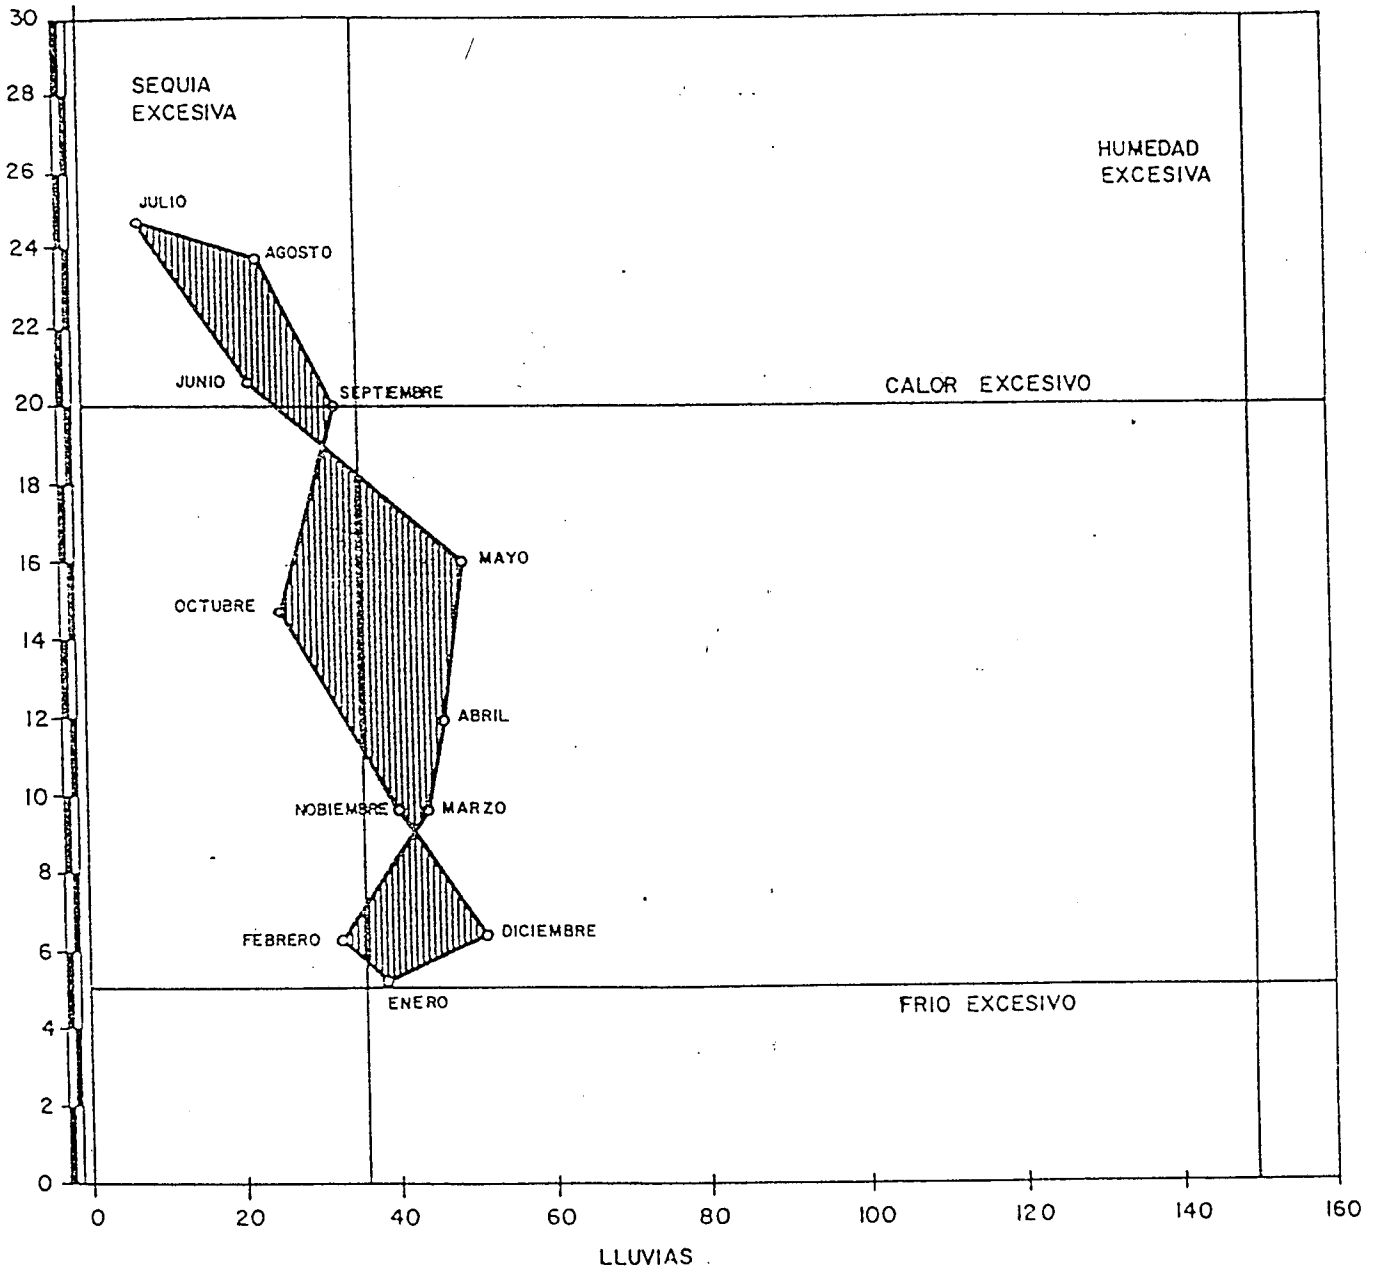 30
28
26
24
22
20
18
16
14
12
10
8
6
4
2
0
SEQUIA
EXCESIVA
HUMEDAD
EXCESIVA
JULIO
AGOSTO
JUNIO
SEPTIEMBRE
CALOR EXCESIVO
MAYO
OCTUBRE
ABRIL
NOBIEMBRE
MARZO
FEBRERO
DICIEMBRE
ENERO
FRIO EXCESIVO
0 20 40 60 80 100 120 140 160
LLUVIAS